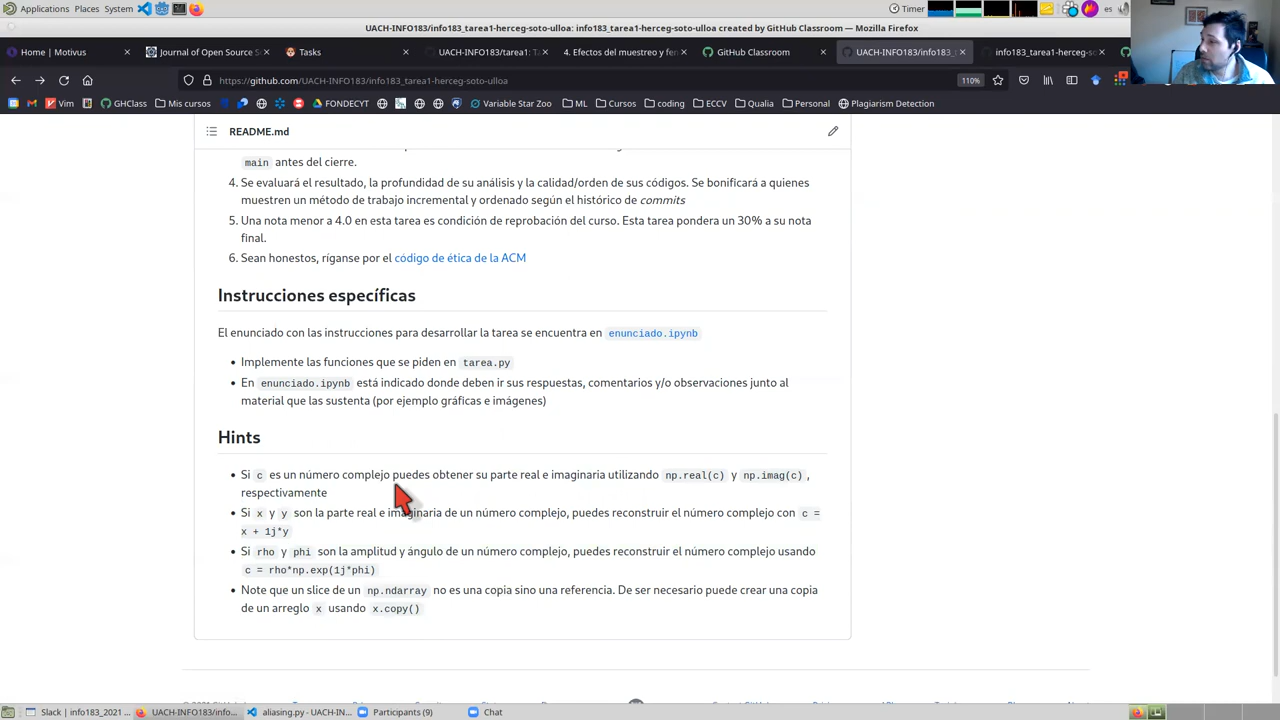 Applications Places System
Timer
es
UACH-INFO183/info183_tarea1-herceg-soto-ulloa: info183_tarea1-herceg-soto-ulloa created by GitHub Classroom — Mozilla Firefox
Home | Motivus
Journal of Open Source S
Tasks
UACH-INFO183/tarea1: T
4. Efectos del muestreo y fe
GitHub Classroom
UACH-INFO183/info183_t
info183_tarea1-herceg-so
https://github.com/UACH-INFO183/info183_tarea1-herceg-soto-ulloa
110%
Vim GHClass Mis cursos FONDECYT Variable Star Zoo ML Cursos coding ECCV Qualia Personal Plagiarism Detection
README.md
main antes del cierre.
4. Se evaluará el resultado, la profundidad de su análisis y la calidad/orden de sus códigos. Se bonificará a quienes
muestren un método de trabajo incremental y ordenado según el histórico de commits
5. Una nota menor a 4.0 en esta tarea es condición de reprobación del curso. Esta tarea pondera un 30% a su nota
final.
6. Sean honestos, ríganse por el código de ética de la ACM
Instrucciones específicas
El enunciado con las instrucciones para desarrollar la tarea se encuentra en enunciado.ipynb
• Implemente las funciones que se piden en tarea.py
• En enunciado.ipynb está indicado donde deben ir sus respuestas, comentarios y/o observaciones junto al
material que las sustenta (por ejemplo gráficas e imágenes)
Hints
• Si c es un número complejo puedes obtener su parte real e imaginaria utilizando np.real(c) y np.imag(c),
respectivamente
• Si x y y son la parte real e imaginaria de un número complejo, puedes reconstruir el número complejo con c =
x + 1j*y
• Si rho y phi son la amplitud y ángulo de un número complejo, puedes reconstruir el número complejo usando
c = rho*np.exp(1j*phi)
• Note que un slice de un np.ndarray no es una copia sino una referencia. De ser necesario puede crear una copia
de un arreglo x usando x.copy()
Slack | info183_2021 ...
UACH-INFO183/info...
aliasing.py — UACH-IN...
Participants (9)
Chat